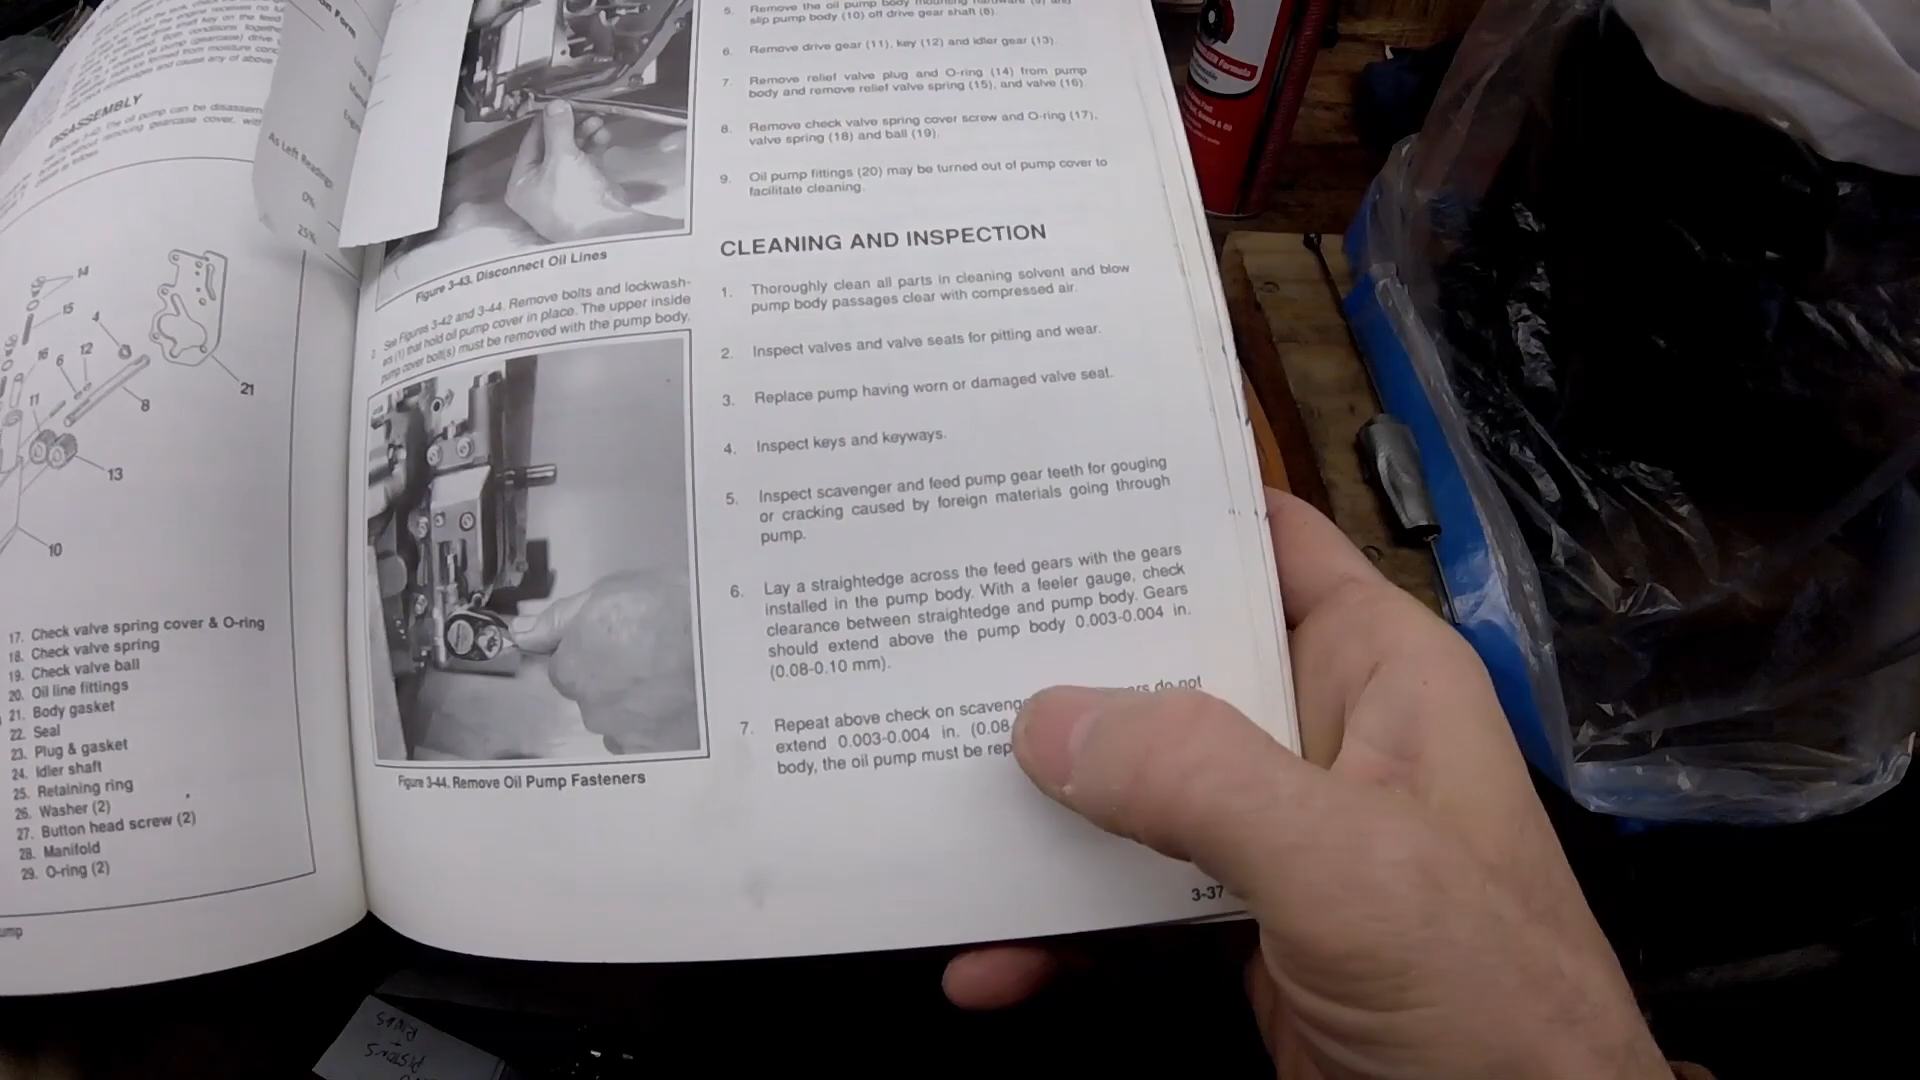 DISASSEMBLY
As Left Readings
0%
25%
14
15
4
16
6
12
11
8
21
13
10
17. Check valve spring cover & O-ring
18. Check valve spring
19. Check valve ball
20. Oil line fittings
21. Body gasket
22. Seal
23. Plug & gasket
24. Idler shaft
25. Retaining ring
26. Washer (2)
27. Button head screw (2)
28. Manifold
29. O-ring (2)
Figure 3-43. Disconnect Oil Lines
2. See Figures 3-42 and 3-44. Remove bolts and lockwash-
ers (1) that hold oil pump cover in place. The upper inside
pump cover bolt(s) must be removed with the pump body,
Figure 3-44. Remove Oil Pump Fasteners
5. Remove the oil pump body mounting hardware (9) and
slip pump body (10) off drive gear shaft (8).
6. Remove drive gear (11), key (12) and idler gear (13).
7. Remove relief valve plug and O-ring (14) from pump
body and remove relief valve spring (15), and valve (16).
8. Remove check valve spring cover screw and O-ring (17),
valve spring (18) and ball (19).
9. Oil pump fittings (20) may be turned out of pump cover to
facilitate cleaning.
CLEANING AND INSPECTION
1. Thoroughly clean all parts in cleaning solvent and blow
pump body passages clear with compressed air.
2. Inspect valves and valve seats for pitting and wear.
3. Replace pump having worn or damaged valve seat.
4. Inspect keys and keyways.
5. Inspect scavenger and feed pump gear teeth for gouging
or cracking caused by foreign materials going through
pump.
6. Lay a straightedge across the feed gears with the gears
installed in the pump body. With a feeler gauge, check
clearance between straightedge and pump body. Gears
should extend above the pump body 0.003-0.004 in.
(0.08-0.10 mm).
7. Repeat above check on do not
extend 0.003-0.004 in. (0.08
body, the oil pump must be
3-37
Formula